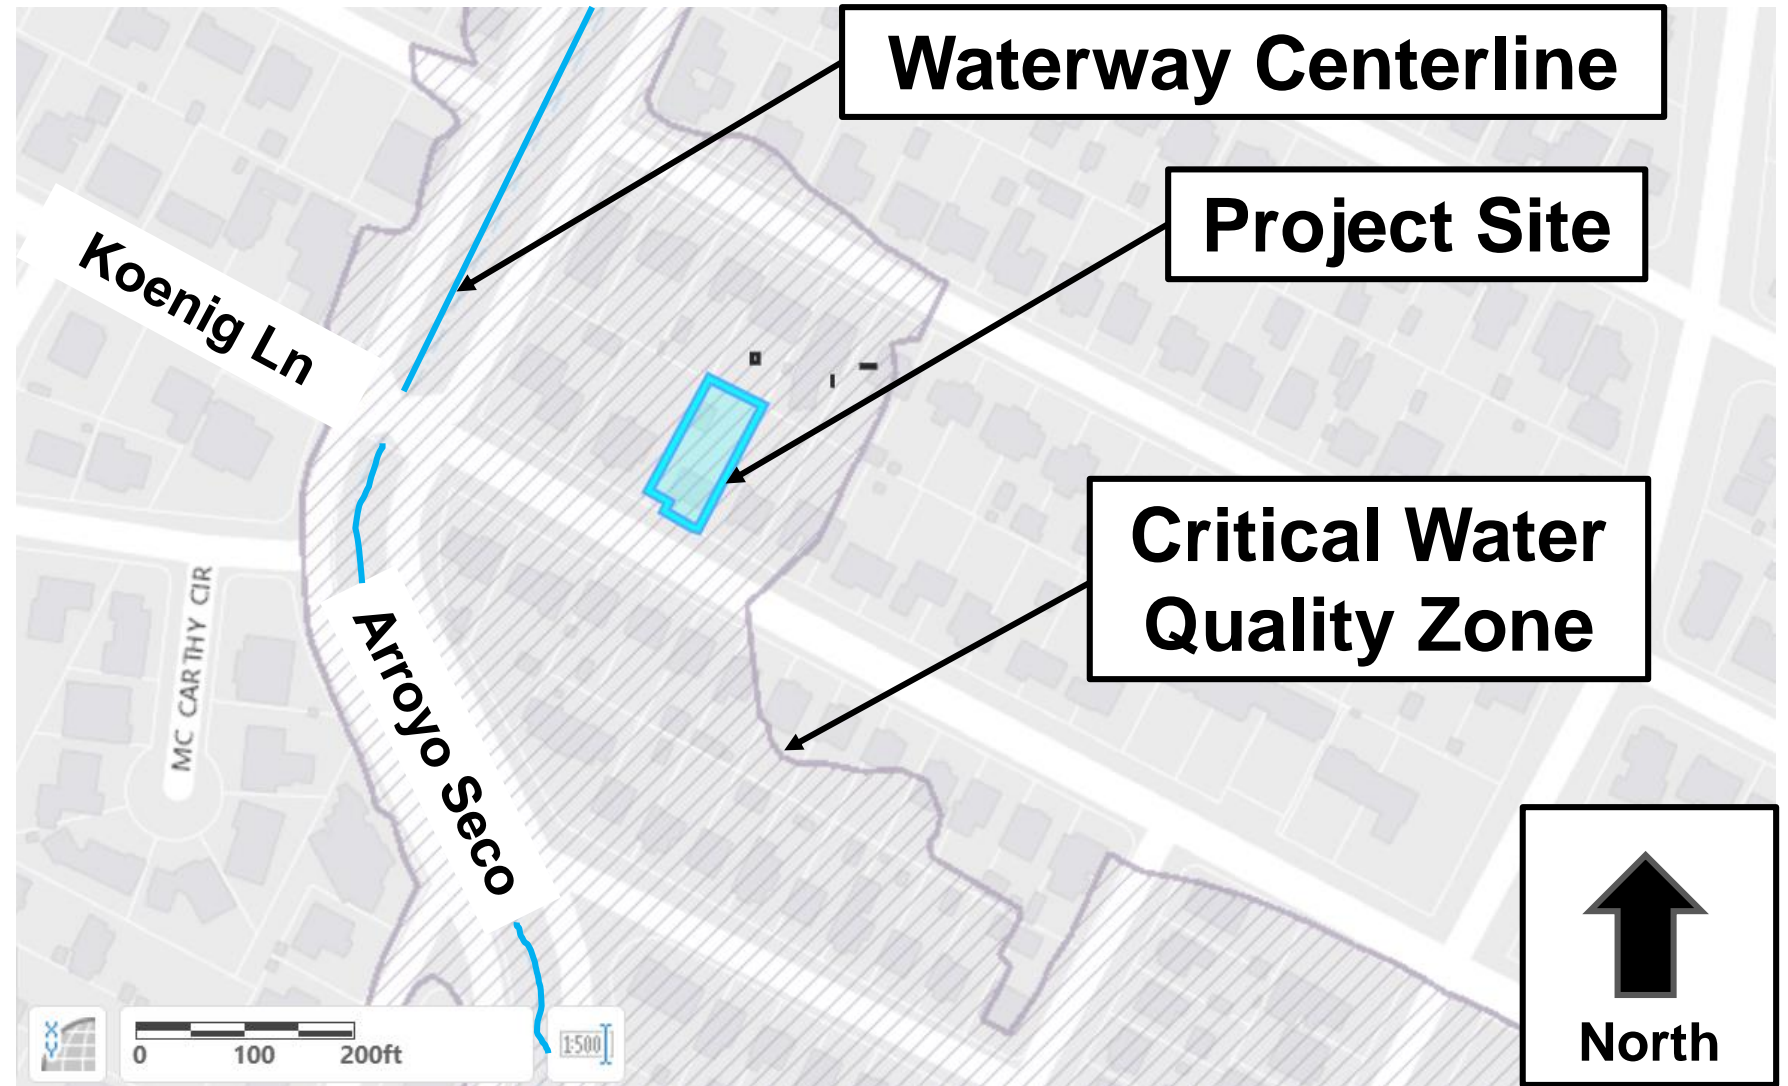 Waterway Centerline
Project Site
Koenig Ln
Critical Water
Quality Zone
MC CARTHY CIR
Arroyo Seco
XY
0 100 200ft
1:500
North